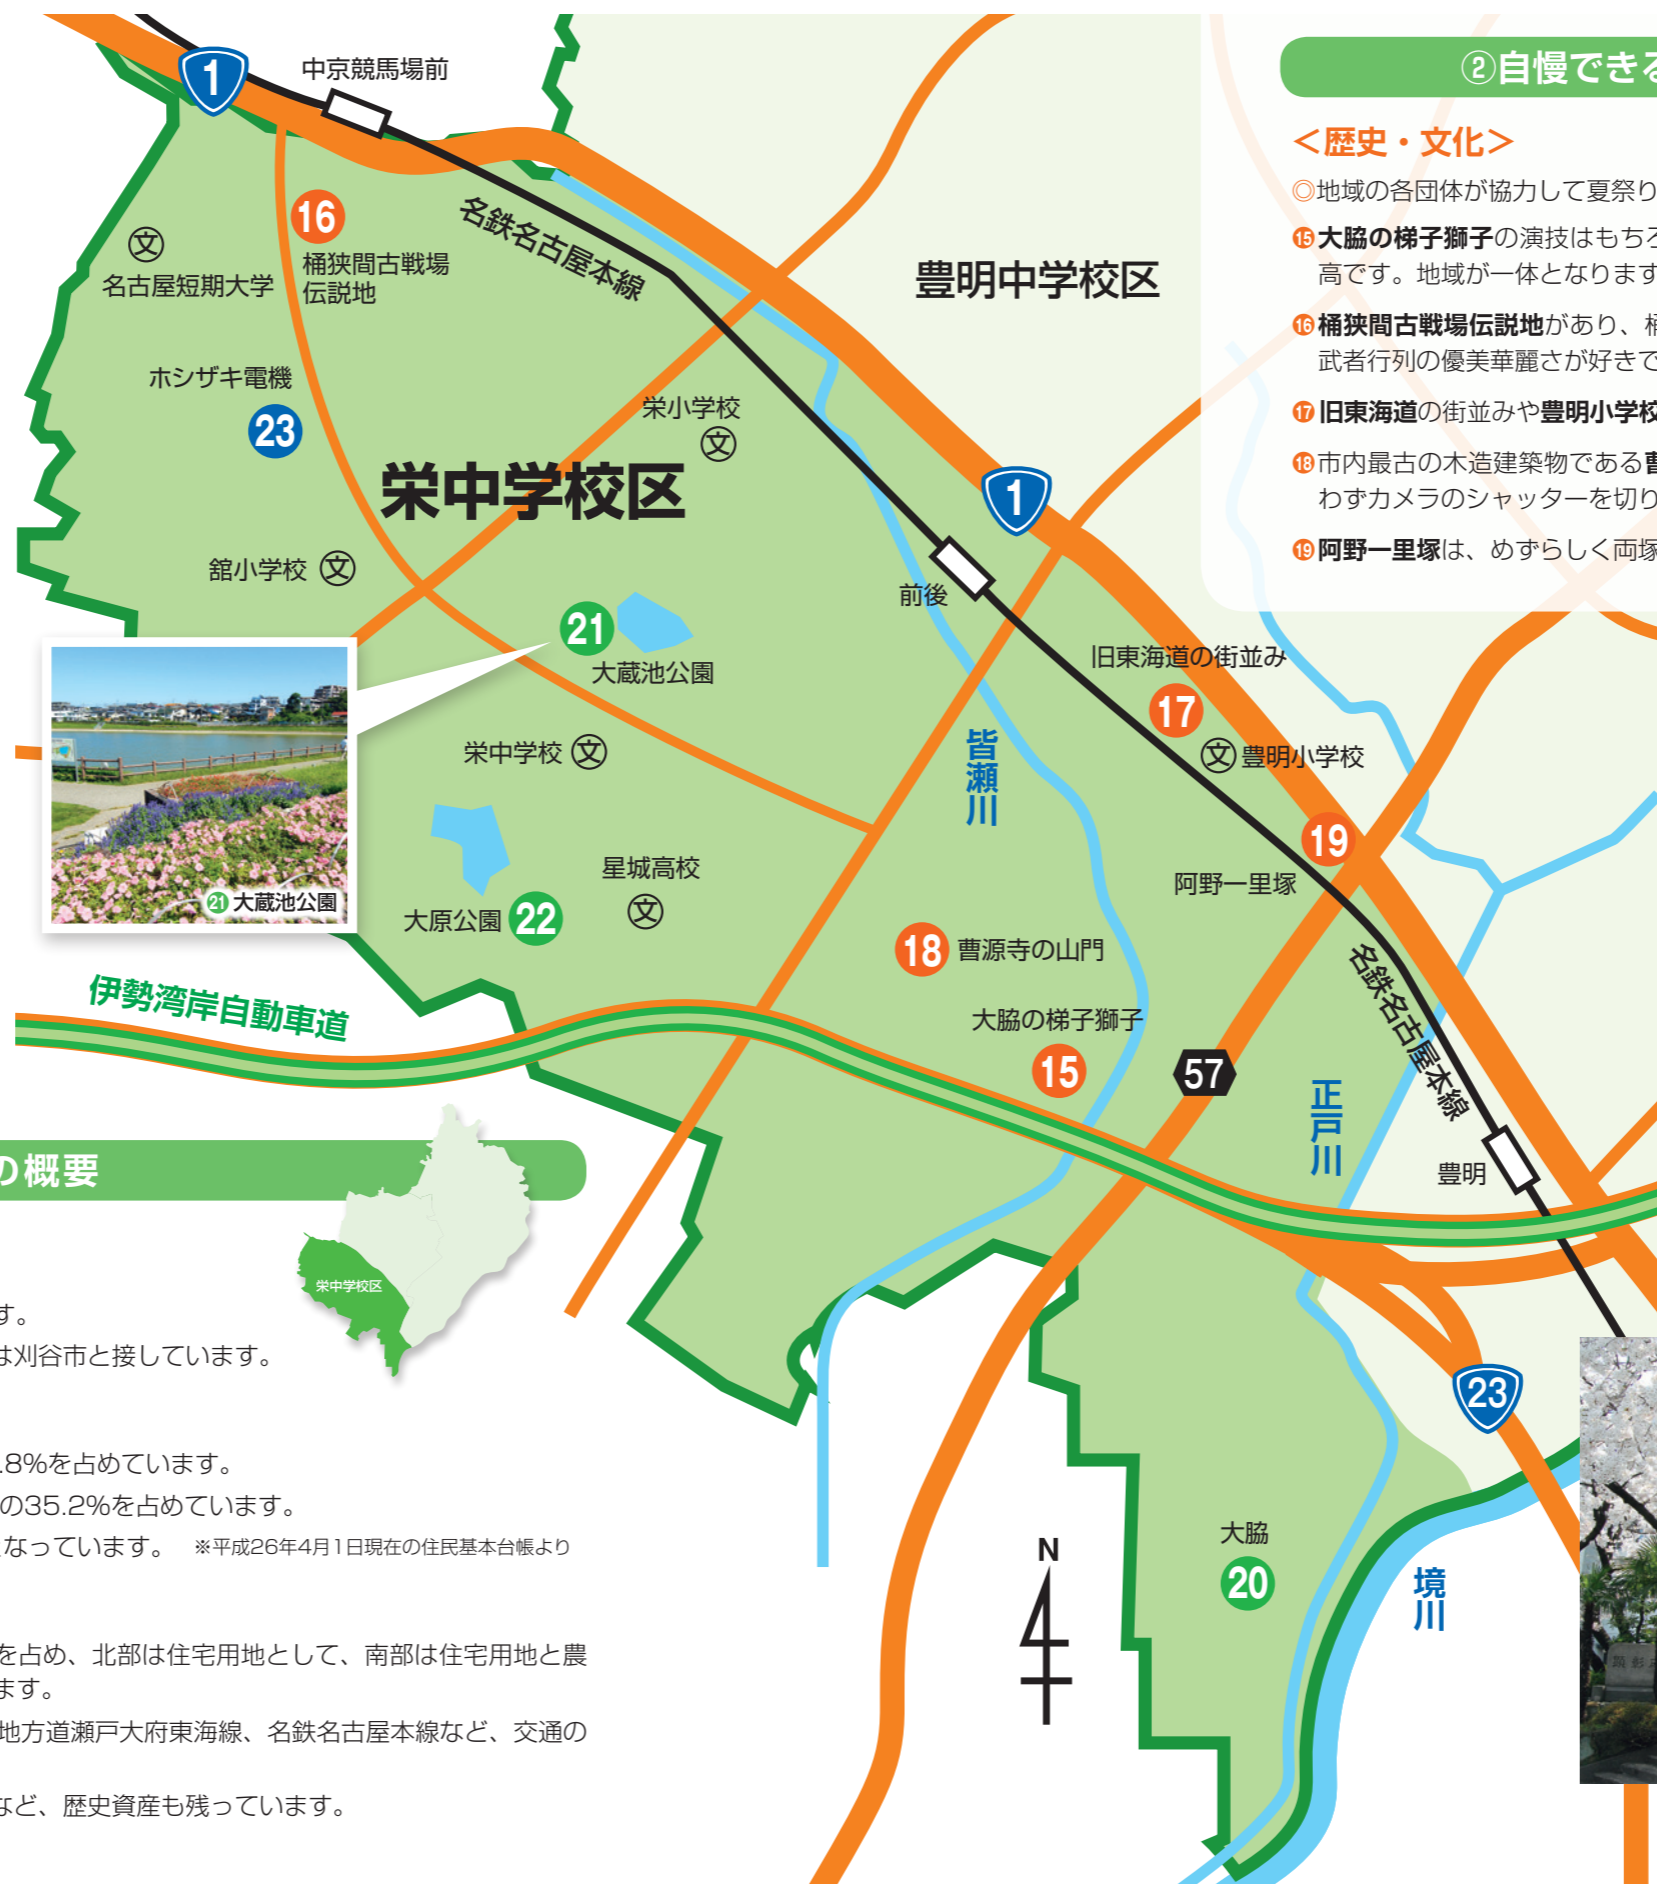 1
中京競馬場前
名鉄名古屋本線
文
名古屋短期大学
16
桶狭間古戦場
伝説地
ホシザキ電機
23
栄小学校
文
栄中学校区
豊明中学校区
舘小学校 文
1
前後
21
大蔵池公園
21 大蔵池公園
旧東海道の街並み
17
文 豊明小学校
栄中学校 文
皆瀬川
19
阿野一里塚
星城高校
文
大原公園 22
18 曹源寺の山門
大脇の梯子獅子
15
57
名鉄名古屋本線
正戸川
豊明
伊勢湾岸自動車道
23
大脇
20
境川
N
②自慢できる
<歴史・文化>
◎地域の各団体が協力して夏祭り
⑮大脇の梯子獅子の演技はもちろ
高です。地域が一体となります
⑯桶狭間古戦場伝説地があり、桶
武者行列の優美華麗さが好きで
⑰旧東海道の街並みや豊明小学校
⑱市内最古の木造建築物である曹
わずカメラのシャッターを切り
⑲阿野一里塚は、めずらしく両塚
の概要
栄中学校区
す。
は刈谷市と接しています。
.8%を占めています。
の35.2%を占めています。
なっています。 ※平成26年4月1日現在の住民基本台帳より
を占め、北部は住宅用地として、南部は住宅用地と農
ます。
地方道瀬戸大府東海線、名鉄名古屋本線など、交通の
など、歴史資産も残っています。